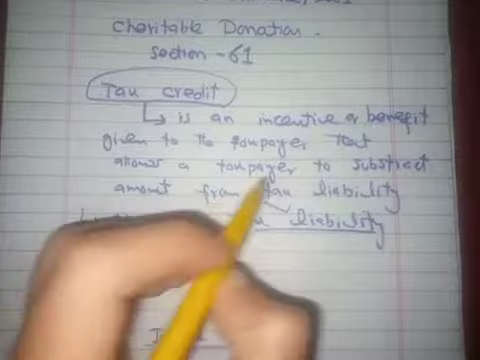 Charitable Donation.
Section - 61
Tax credit
is an incentive or benefit
given to the taxpayer that
allows a taxpayer to substract
amount from tax liability
liability